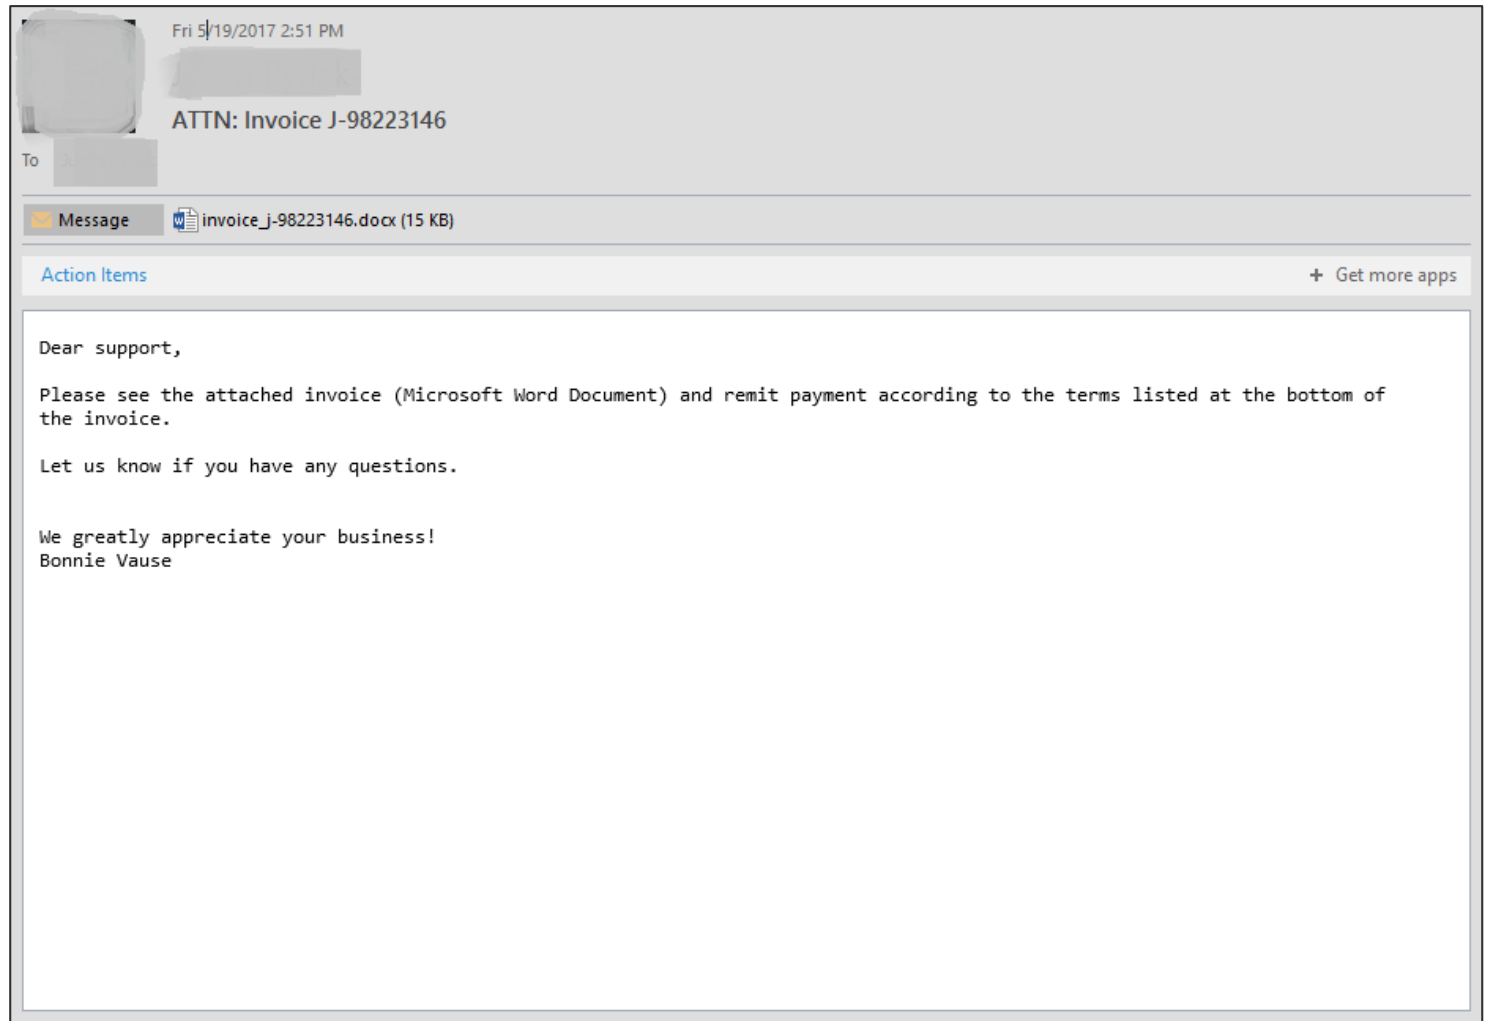 Fri 5/19/2017 2:51 PM
ATTN: Invoice J-98223146
To
Message
invoice_j-98223146.docx (15 KB)
Action Items
+ Get more apps
Dear support,
Please see the attached invoice (Microsoft Word Document) and remit payment according to the terms listed at the bottom of
the invoice.
Let us know if you have any questions.
We greatly appreciate your business!
Bonnie Vause